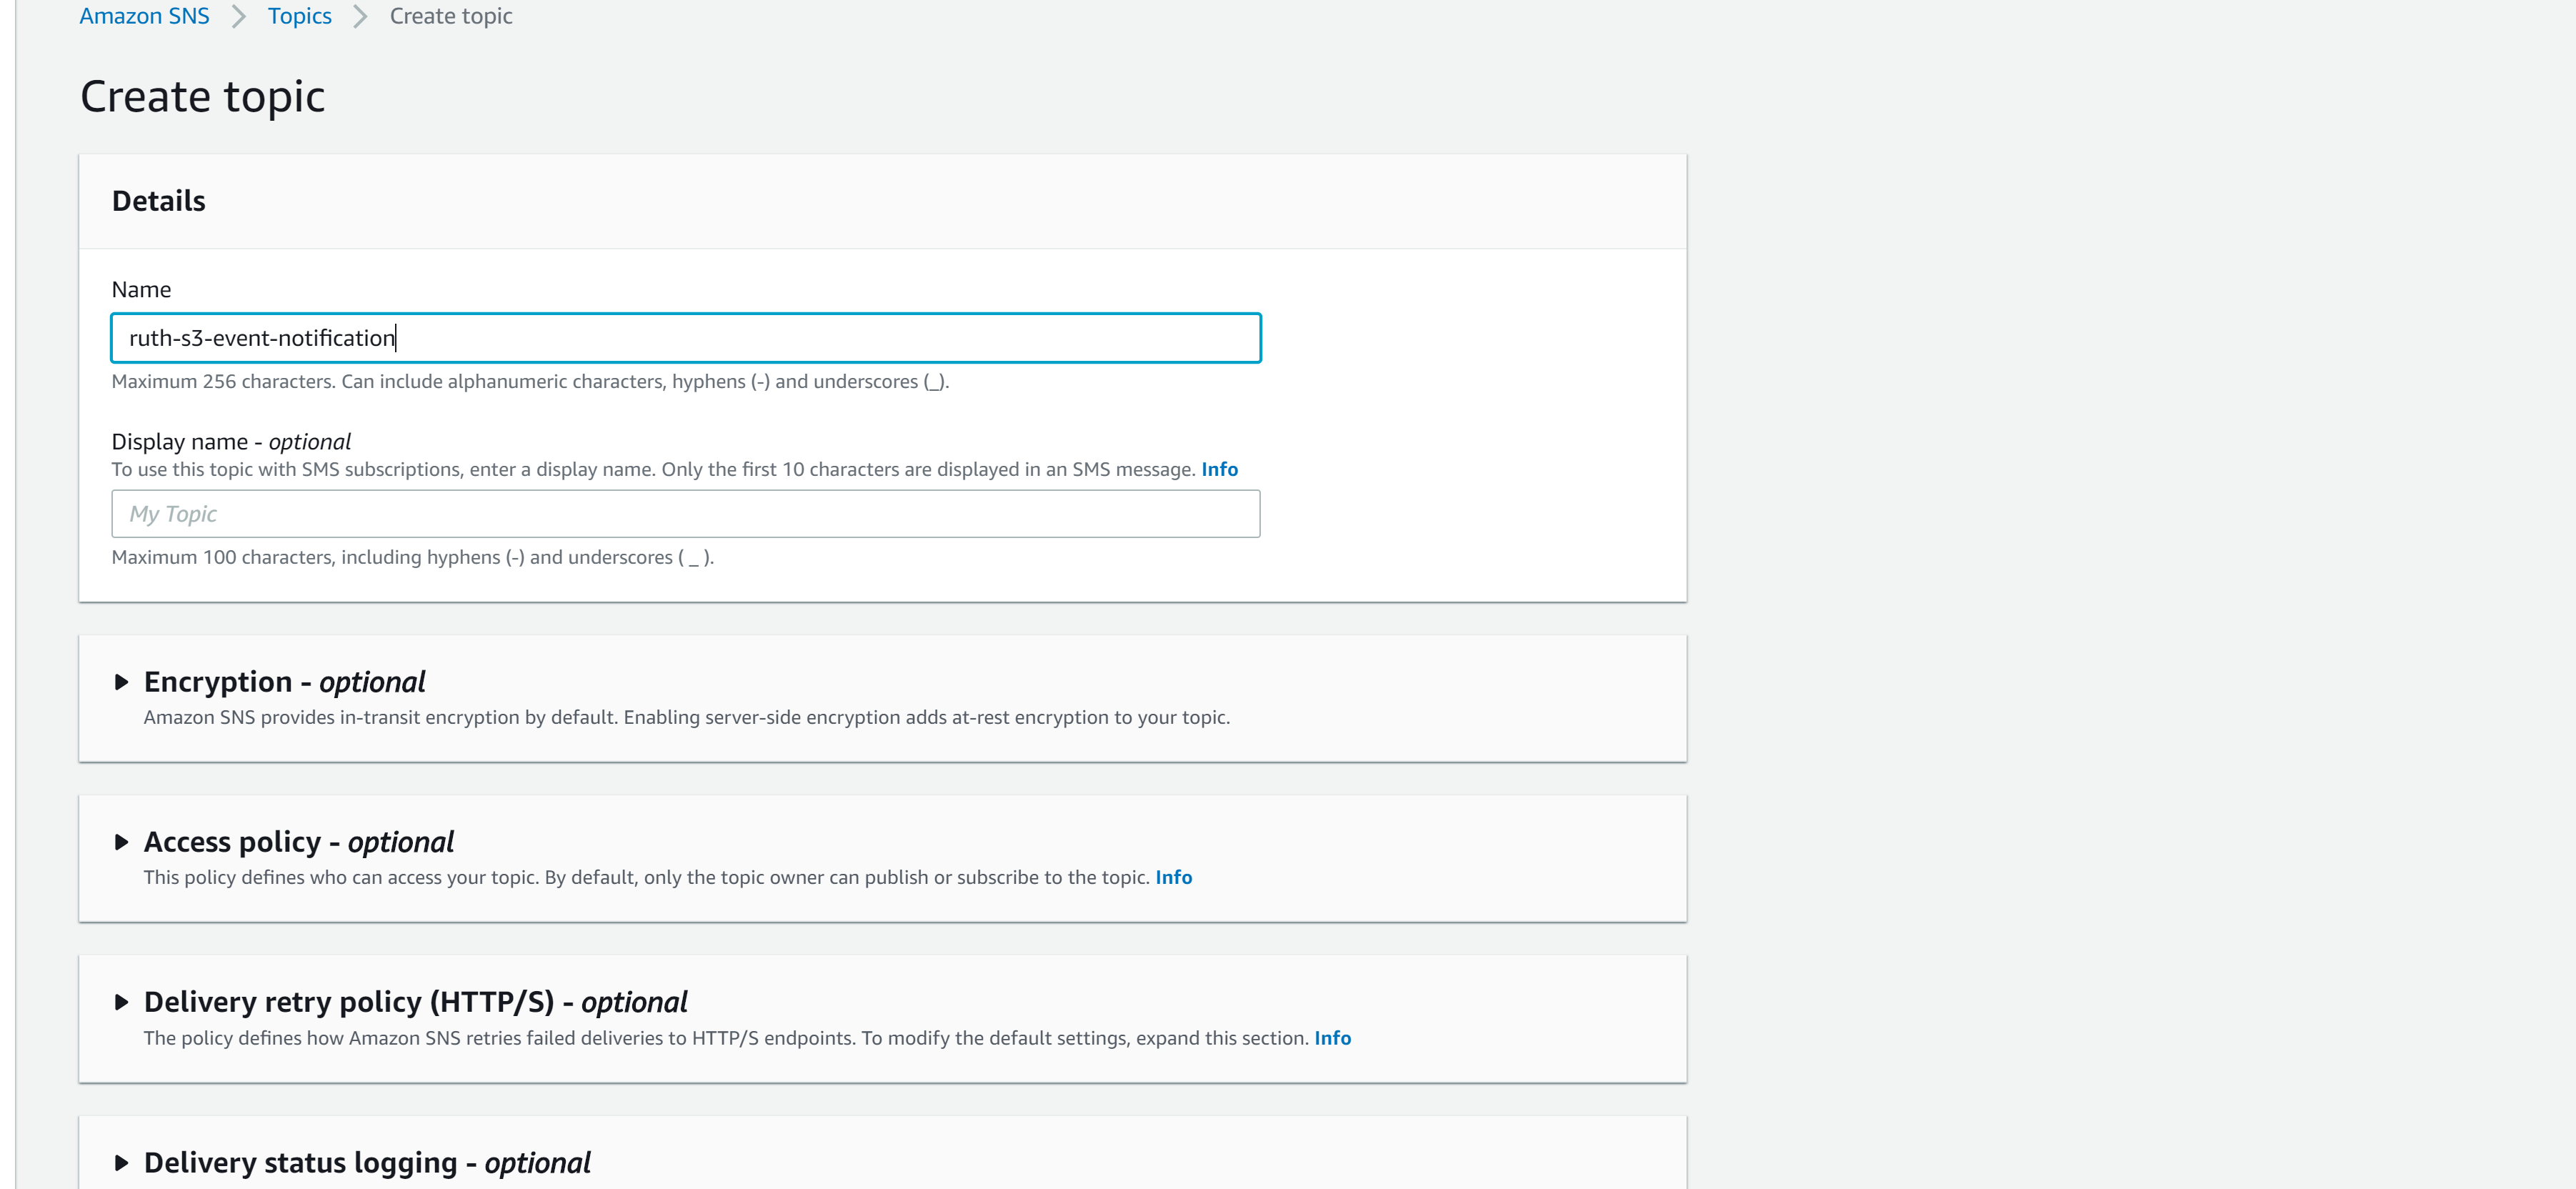 Amazon SNS > Topics > Create topic
Create topic
Details
Name
ruth-s3-event-notification
Maximum 256 characters. Can include alphanumeric characters, hyphens (-) and underscores (_).
Display name - optional
To use this topic with SMS subscriptions, enter a display name. Only the first 10 characters are displayed in an SMS message. Info
My Topic
Maximum 100 characters, including hyphens (-) and underscores ( _ ).
Encryption - optional
Amazon SNS provides in-transit encryption by default. Enabling server-side encryption adds at-rest encryption to your topic.
Access policy - optional
This policy defines who can access your topic. By default, only the topic owner can publish or subscribe to the topic. Info
Delivery retry policy (HTTP/S) - optional
The policy defines how Amazon SNS retries failed deliveries to HTTP/S endpoints. To modify the default settings, expand this section. Info
Delivery status logging - optional